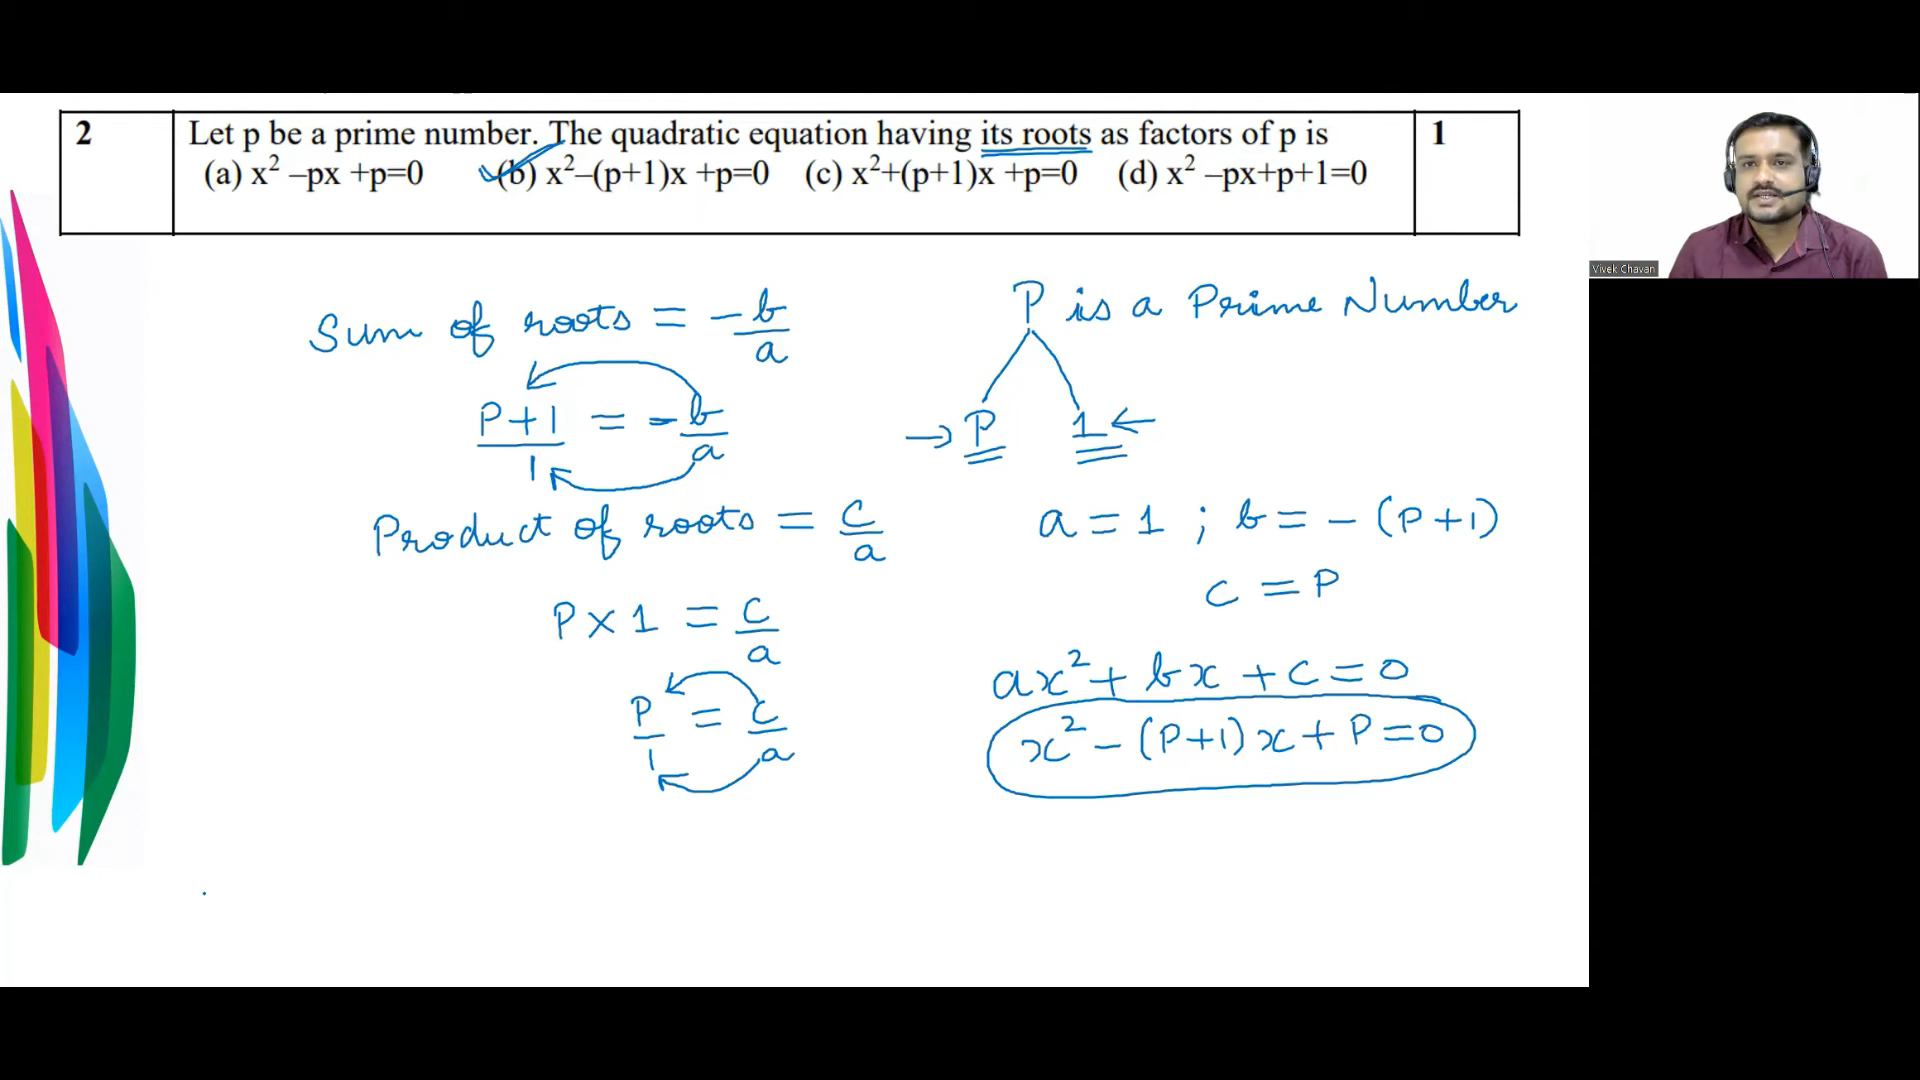 2 Let p be a prime number. The quadratic equation having its roots as factors of p is 1
(a) x² –px +p=0 (b) x²–(p+1)x +p=0 (c) x²+(p+1)x +p=0 (d) x² –px+p+1=0
Vivek Chavan
Sum of roots = -b/a
P+1/1 = -b/a
Product of roots = c/a
P × 1 = c/a
P/1 = c/a
P is a Prime Number
P 1
a = 1 ; b = - (P+1)
c = P
ax² + bx + c = 0
x² - (P+1)x + P = 0